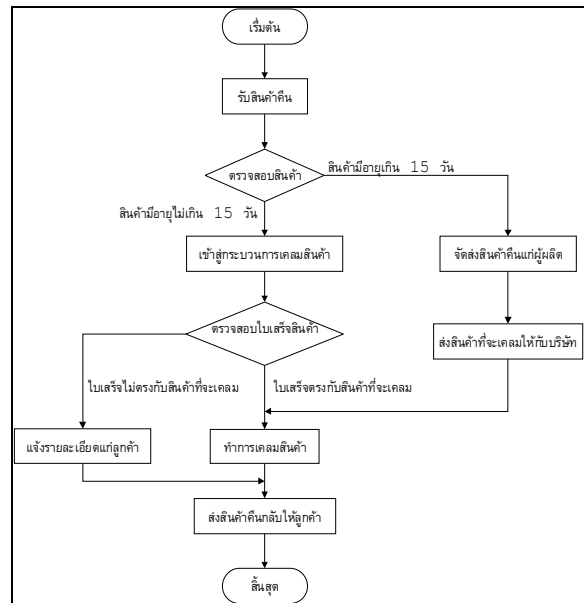 เริ่มต้น
รับสินค้าคืน
ตรวจสอบสินค้า
สินค้ามีอายุเกิน 15 วัน
สินค้ามีอายุไม่เกิน 15 วัน
เข้าสู่กระบวนการเคลมสินค้า
จัดส่งสินค้าคืนแก่ผู้ผลิต
ตรวจสอบใบเสร็จสินค้า
ส่งสินค้าที่จะเคลมให้กับบริษัท
ใบเสร็จไม่ตรงกับสินค้าที่จะเคลม
ใบเสร็จตรงกับสินค้าที่จะเคลม
แจ้งรายละเอียดแก่ลูกค้า
ทำการเคลมสินค้า
ส่งสินค้าคืนกลับให้ลูกค้า
สิ้นสุด